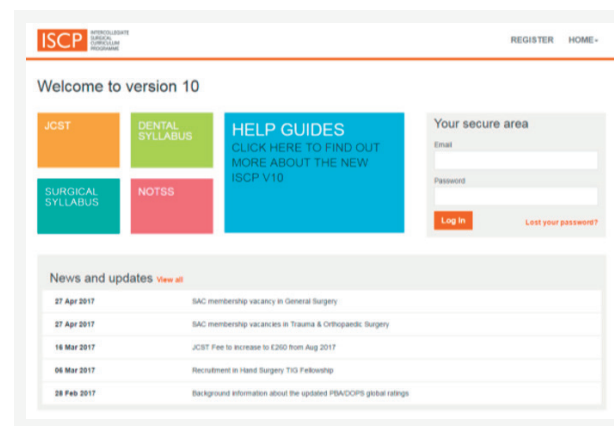 ISCP
INTERCOLLEGIATE
SURGICAL
CURRICULUM
PROGRAMME
REGISTER HOME
Welcome to version 10
JCST
DENTAL
SYLLABUS
HELP GUIDES
CLICK HERE TO FIND OUT
MORE ABOUT THE NEW
ISCP V10
SURGICAL
SYLLABUS
NOTSS
Your secure area
Email
Password
Log in Lost your password?
News and updates View all
27 Apr 2017 SAC membership vacancy in General Surgery
27 Apr 2017 SAC membership vacancies in Trauma & Orthopaedic Surgery
16 Mar 2017 JCST Fee to increase to £260 from Aug 2017
06 Mar 2017 Recruitment in Hand Surgery TIG Fellowship
28 Feb 2017 Background information about the updated PBA/DOPS global ratings